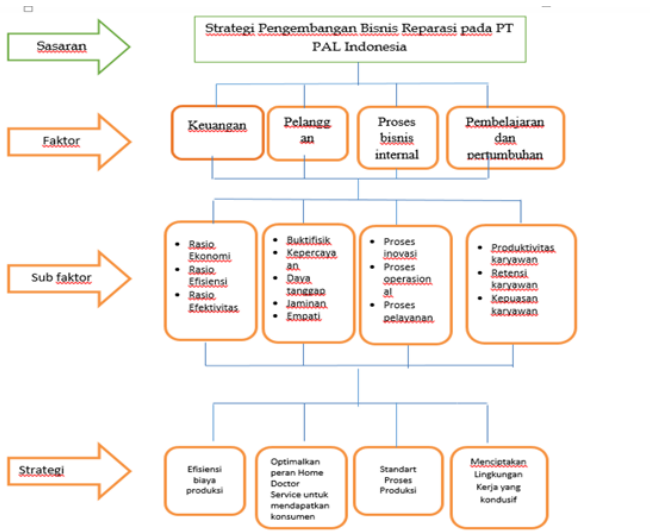 Sasaran
Strategi Pengembangan Bisnis Reparasi pada PT
PAL Indonesia
Faktor
Keuangan
Pelangg
an
Proses
bisnis
internal
Pembelajaran
dan
pertumbuhan
Sub faktor
• Rasio
Ekonomi
• Rasio
Efisiensi
• Rasio
Efektivitas
• Buktifisik
• Kepercaya
an
• Daya
tanggap
• Jaminan
• Empati
• Proses
inovasi
• Proses
operasion
al
• Proses
pelayanan
• Produktivitas
karyawan
• Retensi
karyawan
• Kepuasan
karyawan
Strategi
Efisiensi
biaya
produksi
Optimalkan
peran Home
Doctor
Service untuk
mendapatkan
konsumen
Standart
Proses
Produksi
Menciptakan
Lingkungan
Kerja yang
kondusif